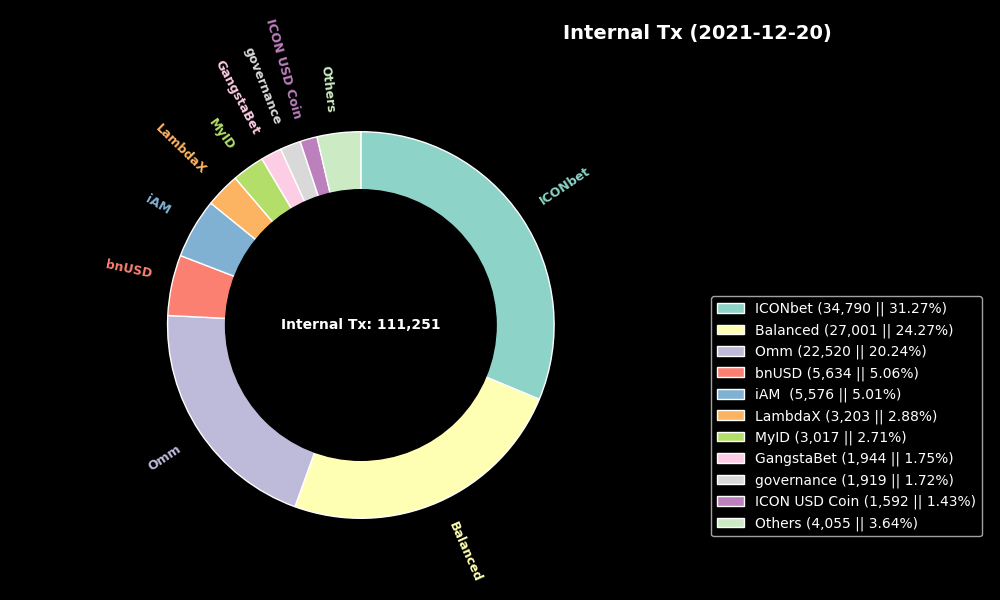 Internal Tx (2021-12-20)
Others
ICON USD Coin
governance
GangstaBet
MyID
LambdaX
iAM
bnUSD
Omm
Balanced
ICONbet
Internal Tx: 111,251
ICONbet (34,790 || 31.27%)
Balanced (27,001 || 24.27%)
Omm (22,520 || 20.24%)
bnUSD (5,634 || 5.06%)
iAM  (5,576 || 5.01%)
LambdaX (3,203 || 2.88%)
MyID (3,017 || 2.71%)
GangstaBet (1,944 || 1.75%)
governance (1,919 || 1.72%)
ICON USD Coin (1,592 || 1.43%)
Others (4,055 || 3.64%)